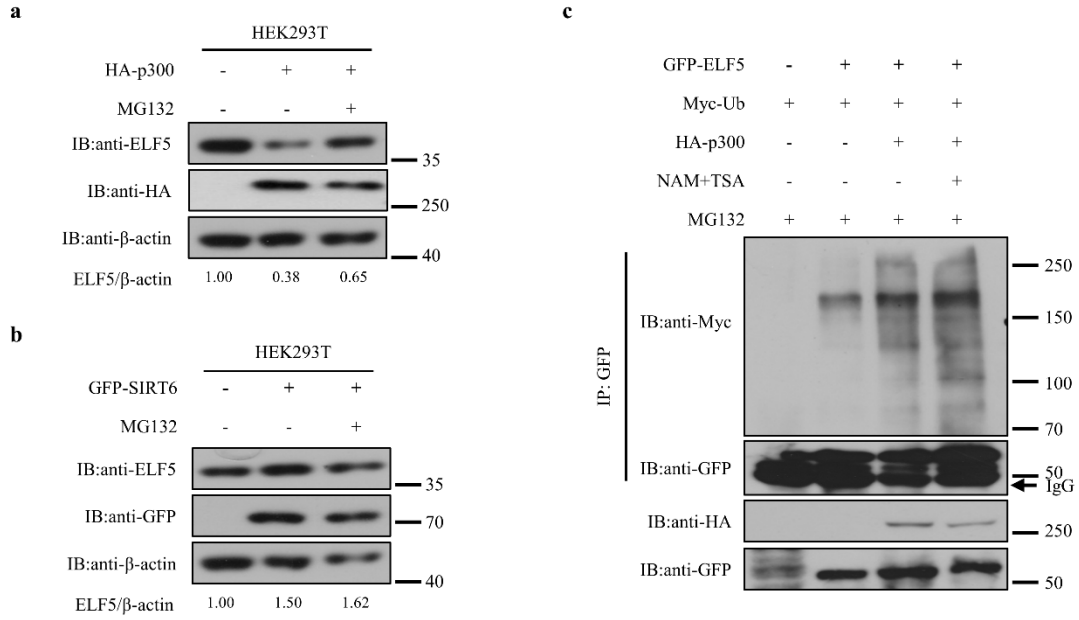 a
HEK293T
HA-p300 - + +
MG132 - - +
IB:anti-ELF5
35
IB:anti-HA
250
IB:anti-β-actin
40
ELF5/β-actin 1.00 0.38 0.65
b
HEK293T
GFP-SIRT6 - + +
MG132 - - +
IB:anti-ELF5
35
IB:anti-GFP
70
IB:anti-β-actin
40
ELF5/β-actin 1.00 1.50 1.62
c
GFP-ELF5 - + + +
Myc-Ub + + + +
HA-p300 - - + +
NAM+TSA - - - +
MG132 + + + +
IP: GFP
250
IB:anti-Myc
150
100
70
IB:anti-GFP
50
IgG
IB:anti-HA
250
IB:anti-GFP
50